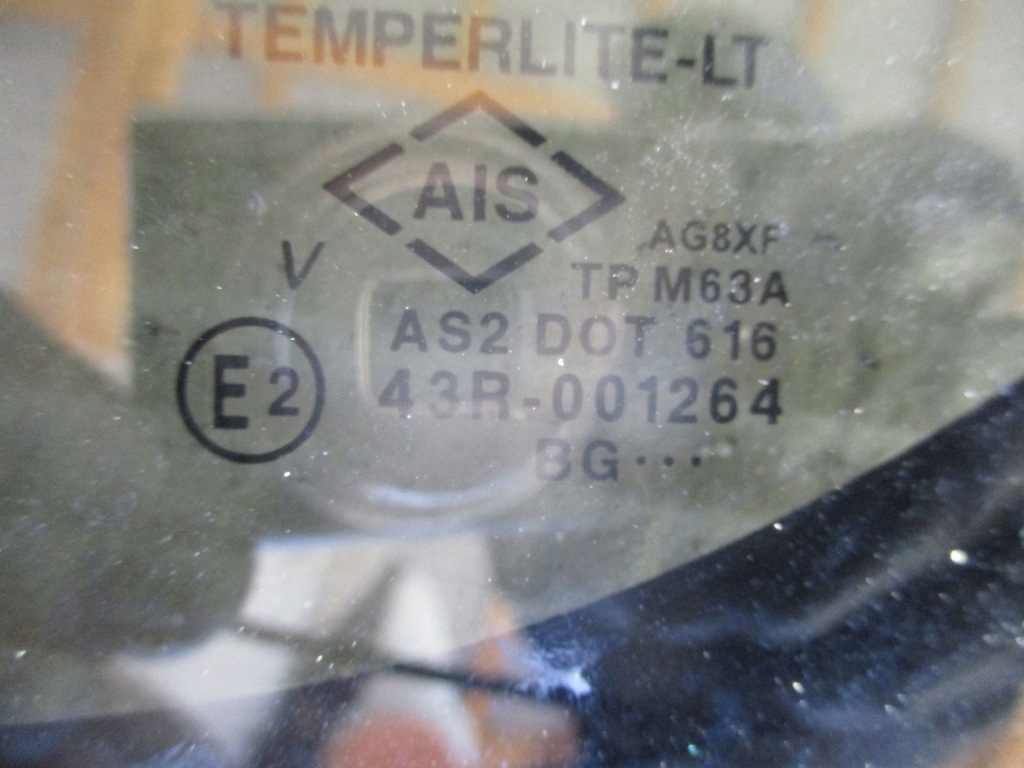 TEMPERLITE-LT
AIS
V
AG8XF
TP M63A
AS2 DOT 616
E2
43R-001264
BG···